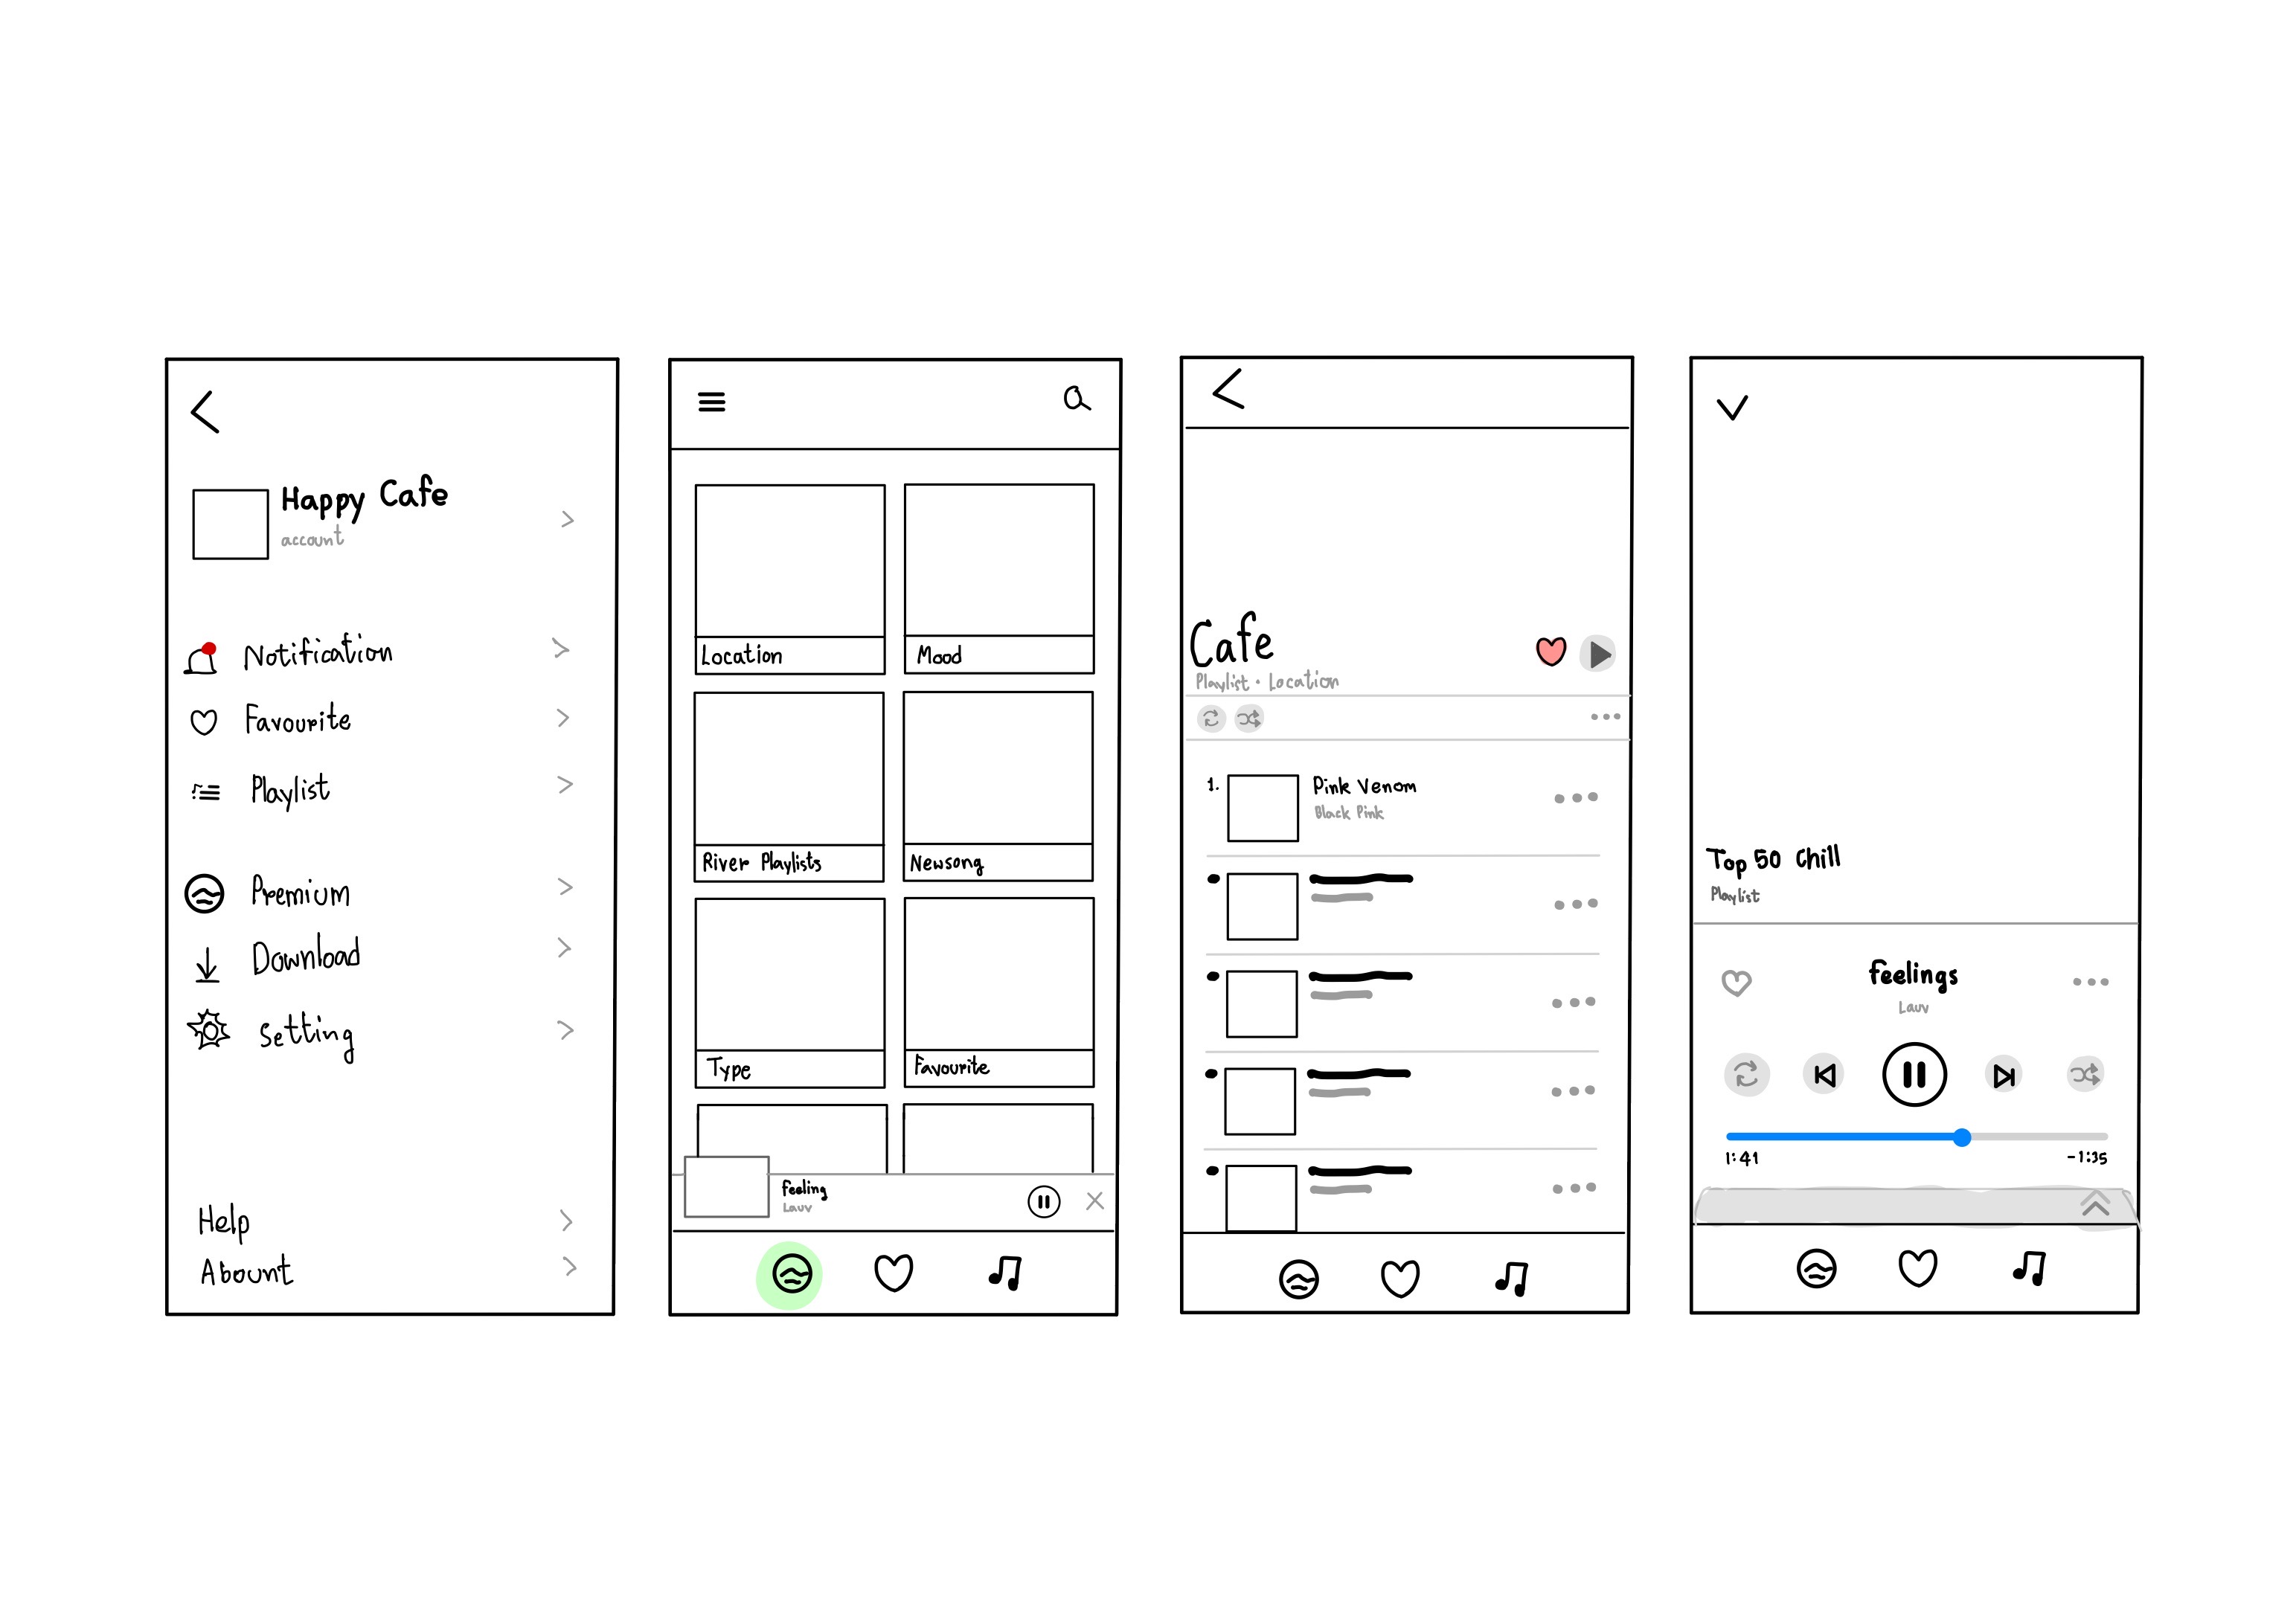 Happy Cafe
account
Notification
Favourite
Playlist
Premium
Download
Setting
Help
Abount
Location
Mood
River Playlists
Newsong
Type
Favourite
feeling
Lauv
Cafe
Playlist • Location
1.
Pink Venom
Black Pink
Top 50 Chill
Playlist
feelings
Lauv
1:41
-1:35